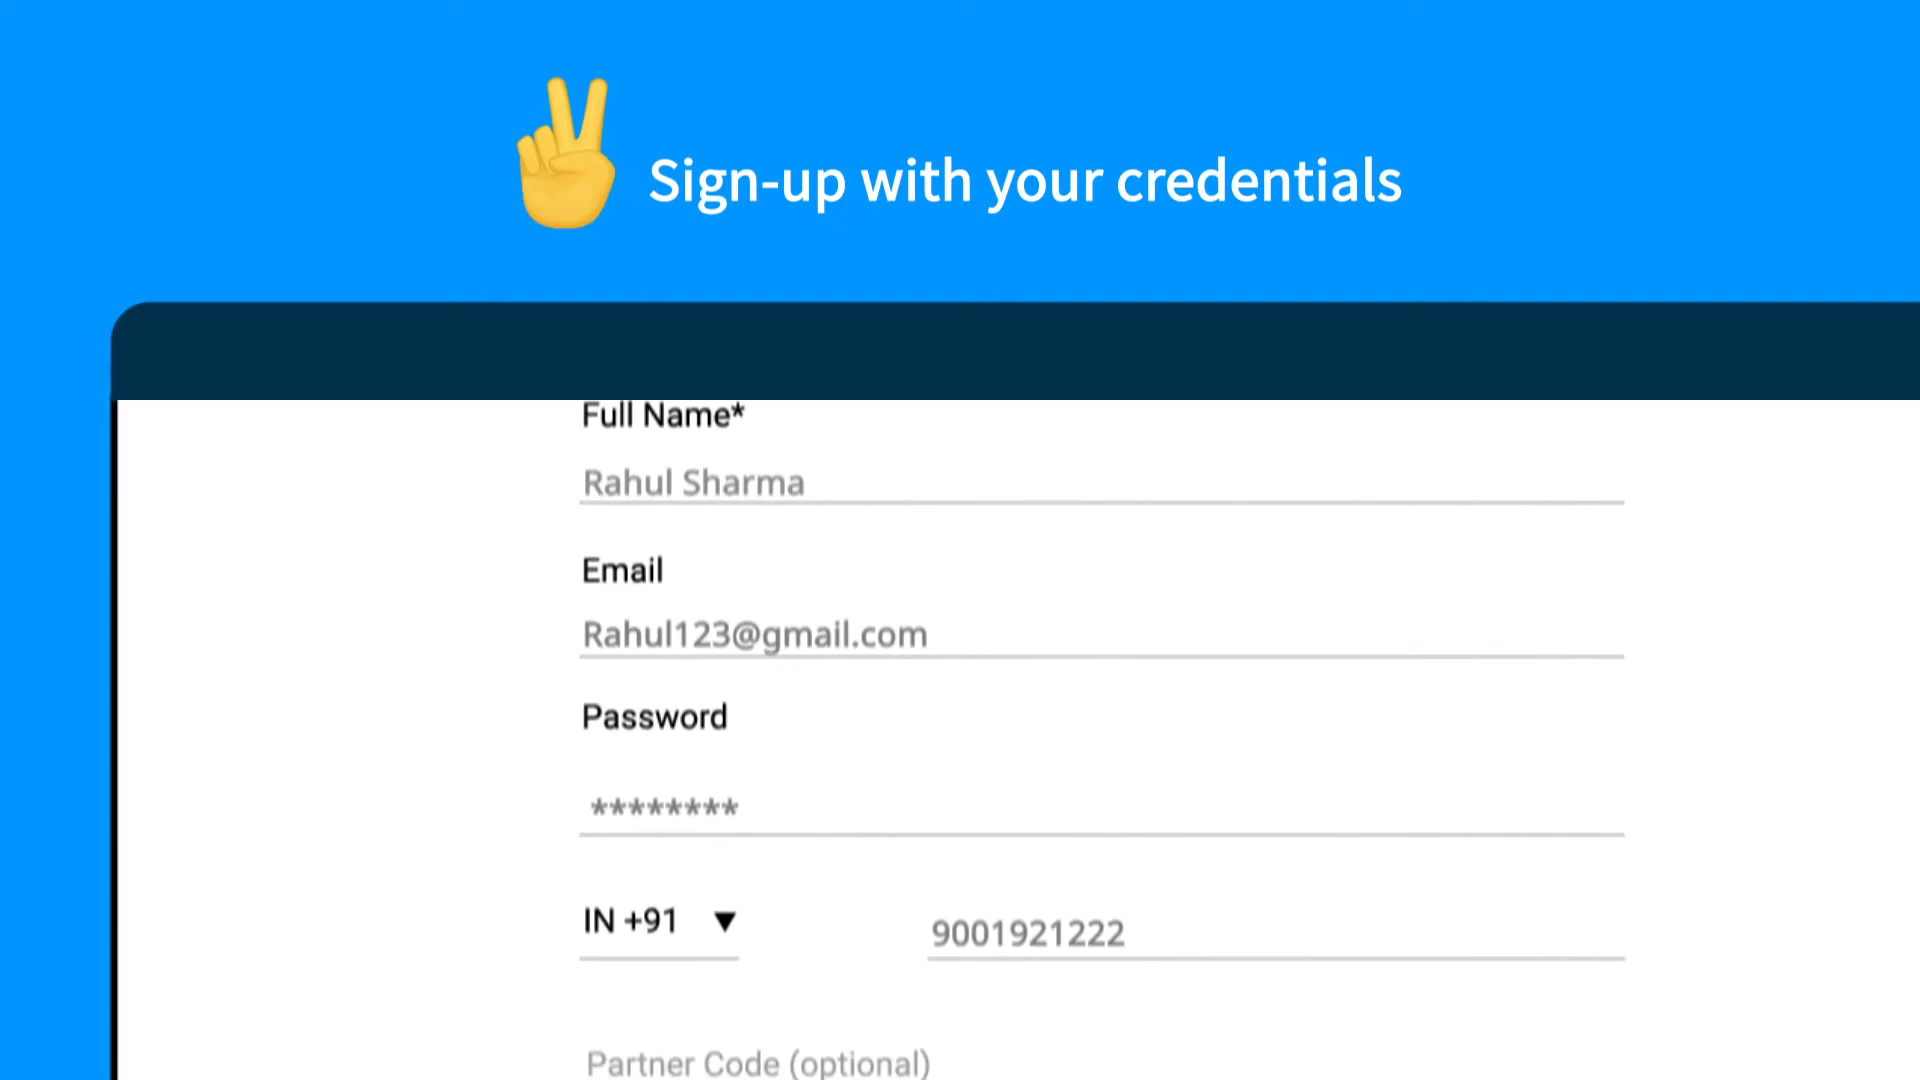 Sign-up with your credentials
Full Name*
Rahul Sharma
Email
Rahul123@gmail.com
Password
********
IN +91 ▼ 9001921222
Partner Code (optional)